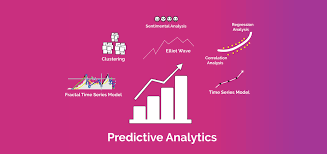 Sentimental Analysis
Regression
Analysis
Elliot Wave
Clustering
Correlation
Analysis
Fractal Time Series Model
Time Series Model
Predictive Analytics